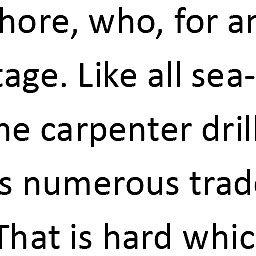 hore, who, for an
tage. Like all sea-
he carpenter drill
s numerous trade
That is hard whic